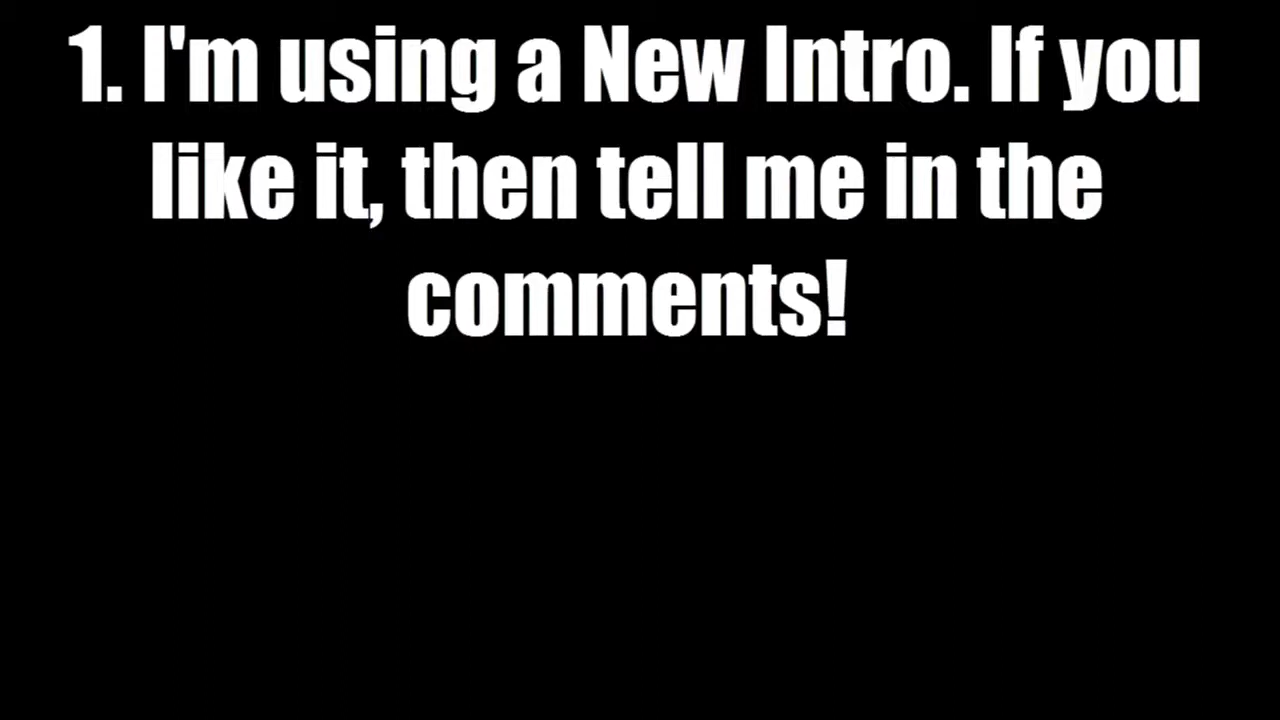 1. I'm using a New Intro. If you
like it, then tell me in the
comments!